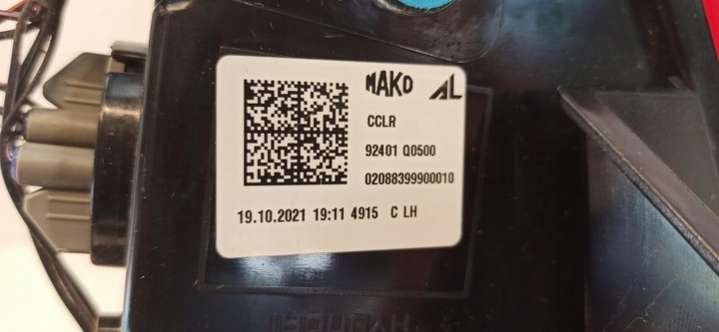 MAKO AL
CCLR
92401 Q0500
02088399900010
19.10.2021 19:11 4915 C LH